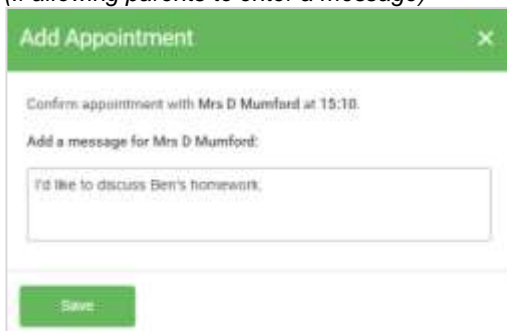 (if allowing parents to enter a message)
Add Appointment ×
Confirm appointment with Mrs D Mumford at 15:10.
Add a message for Mrs D Mumford:
I'd like to discuss Ben's homework.
Save